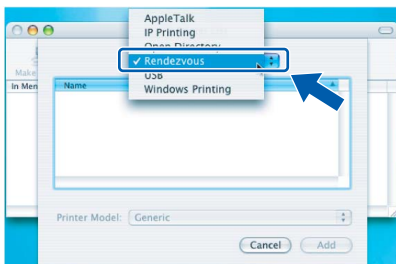 AppleTalk
IP Printing
Open Directory
✓ Rendezvous
USB
Windows Printing
Make
In Men
Name
Printer Model: Generic
Cancel Add